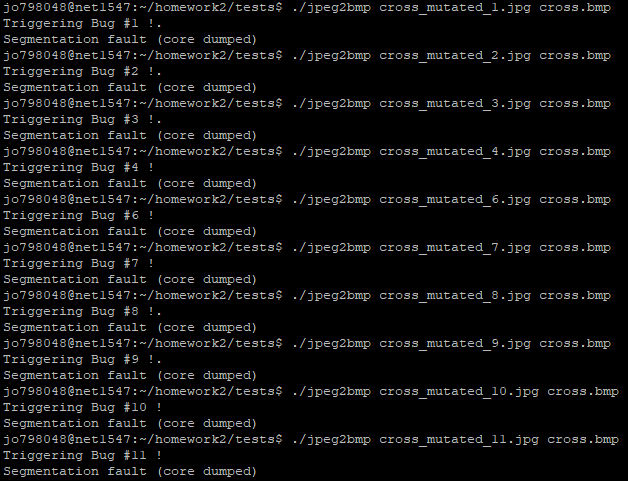 jo798048@net1547:~/homework2/tests$ ./jpeg2bmp cross_mutated_1.jpg cross.bmp
Triggering Bug #1 !.
Segmentation fault (core dumped)
jo798048@net1547:~/homework2/tests$ ./jpeg2bmp cross_mutated_2.jpg cross.bmp
Triggering Bug #2 !.
Segmentation fault (core dumped)
jo798048@net1547:~/homework2/tests$ ./jpeg2bmp cross_mutated_3.jpg cross.bmp
Triggering Bug #3 !.
Segmentation fault (core dumped)
jo798048@net1547:~/homework2/tests$ ./jpeg2bmp cross_mutated_4.jpg cross.bmp
Triggering Bug #4 !
Segmentation fault (core dumped)
jo798048@net1547:~/homework2/tests$ ./jpeg2bmp cross_mutated_6.jpg cross.bmp
Triggering Bug #6 !
Segmentation fault (core dumped)
jo798048@net1547:~/homework2/tests$ ./jpeg2bmp cross_mutated_7.jpg cross.bmp
Triggering Bug #7 !
Segmentation fault (core dumped)
jo798048@net1547:~/homework2/tests$ ./jpeg2bmp cross_mutated_8.jpg cross.bmp
Triggering Bug #8 !.
Segmentation fault (core dumped)
jo798048@net1547:~/homework2/tests$ ./jpeg2bmp cross_mutated_9.jpg cross.bmp
Triggering Bug #9 !.
Segmentation fault (core dumped)
jo798048@net1547:~/homework2/tests$ ./jpeg2bmp cross_mutated_10.jpg cross.bmp
Triggering Bug #10 !
Segmentation fault (core dumped)
jo798048@net1547:~/homework2/tests$ ./jpeg2bmp cross_mutated_11.jpg cross.bmp
Triggering Bug #11 !
Segmentation fault (core dumped)